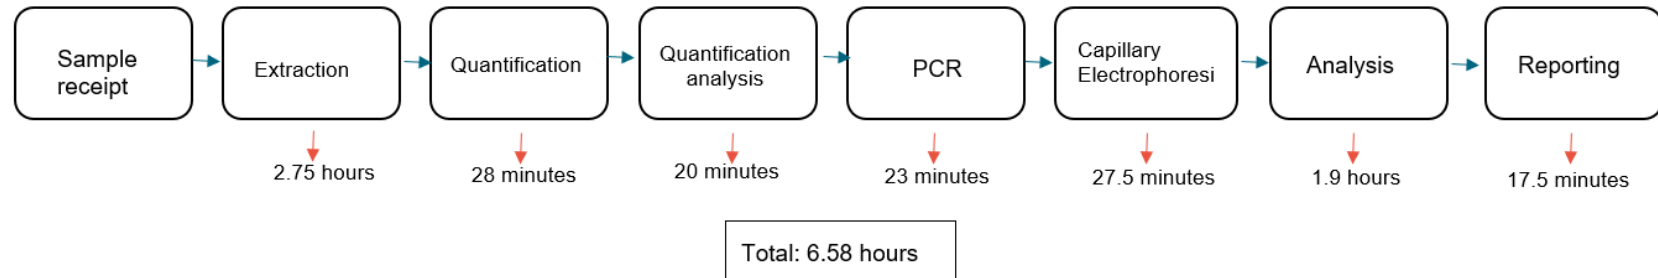 Sample
receipt
Extraction
Quantification
Quantification
analysis
PCR
Capillary
Electrophoresi
Analysis
Reporting
2.75 hours
28 minutes
20 minutes
23 minutes
27.5 minutes
1.9 hours
17.5 minutes
Total: 6.58 hours